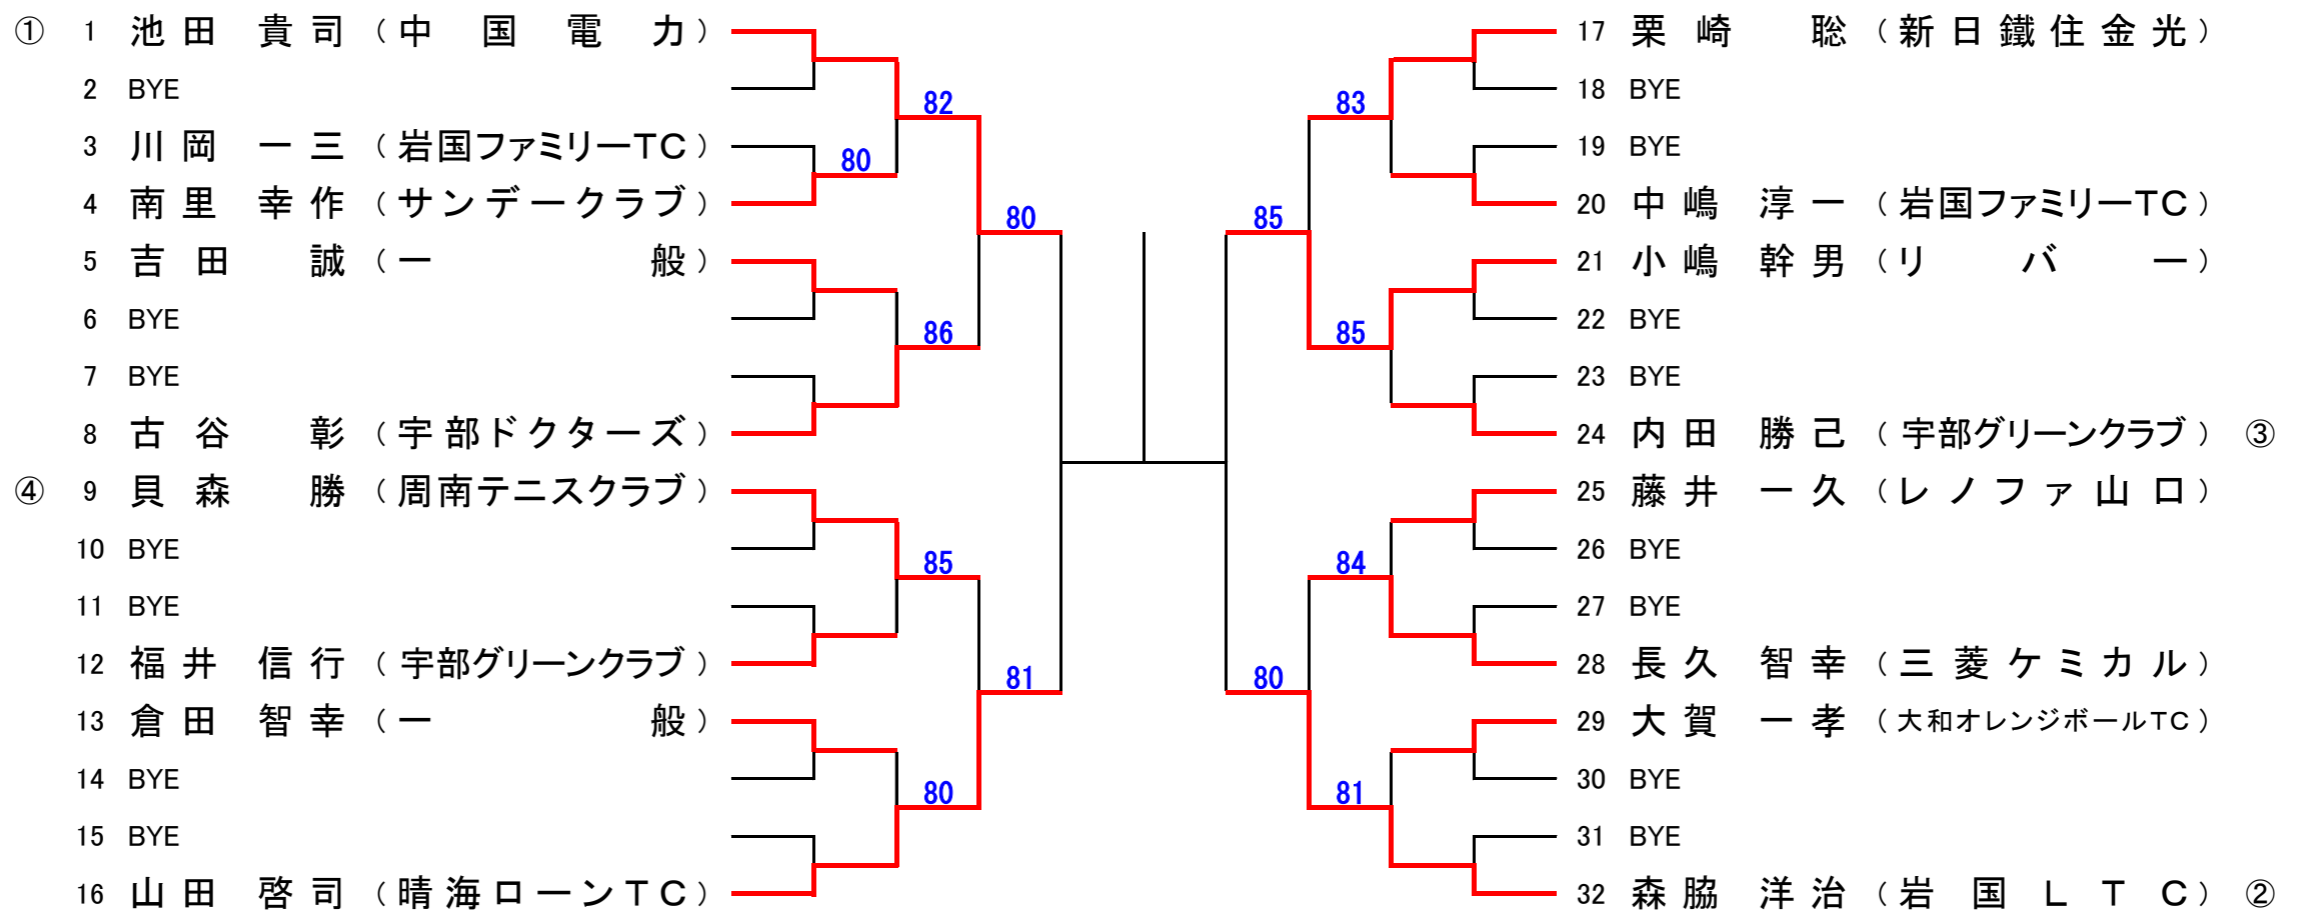 ① 1 池田 貴司 (中国電力) 17 栗崎 聡 (新日鐵住金光)
2 BYE 18 BYE
82 83
3 川岡 一三 (岩国ファミリーTC) 19 BYE
80
4 南里 幸作 (サンデークラブ) 20 中嶋 淳一 (岩国ファミリーTC)
80 85
5 吉田 誠 (一般) 21 小嶋 幹男 (リバー)
6 BYE 22 BYE
86 85
7 BYE 23 BYE
8 古谷 彰 (宇部ドクターズ) 24 内田 勝己 (宇部グリーンクラブ) ③
④ 9 貝森 勝 (周南テニスクラブ) 25 藤井 一久 (レノファ山口)
10 BYE 26 BYE
85 84
11 BYE 27 BYE
12 福井 信行 (宇部グリーンクラブ) 28 長久 智幸 (三菱ケミカル)
81 80
13 倉田 智幸 (一般) 29 大賀 一孝 (大和オレンジボールTC)
14 BYE 30 BYE
80 81
15 BYE 31 BYE
16 山田 啓司 (晴海ローンTC) 32 森脇 洋治 (岩国LTC) ②